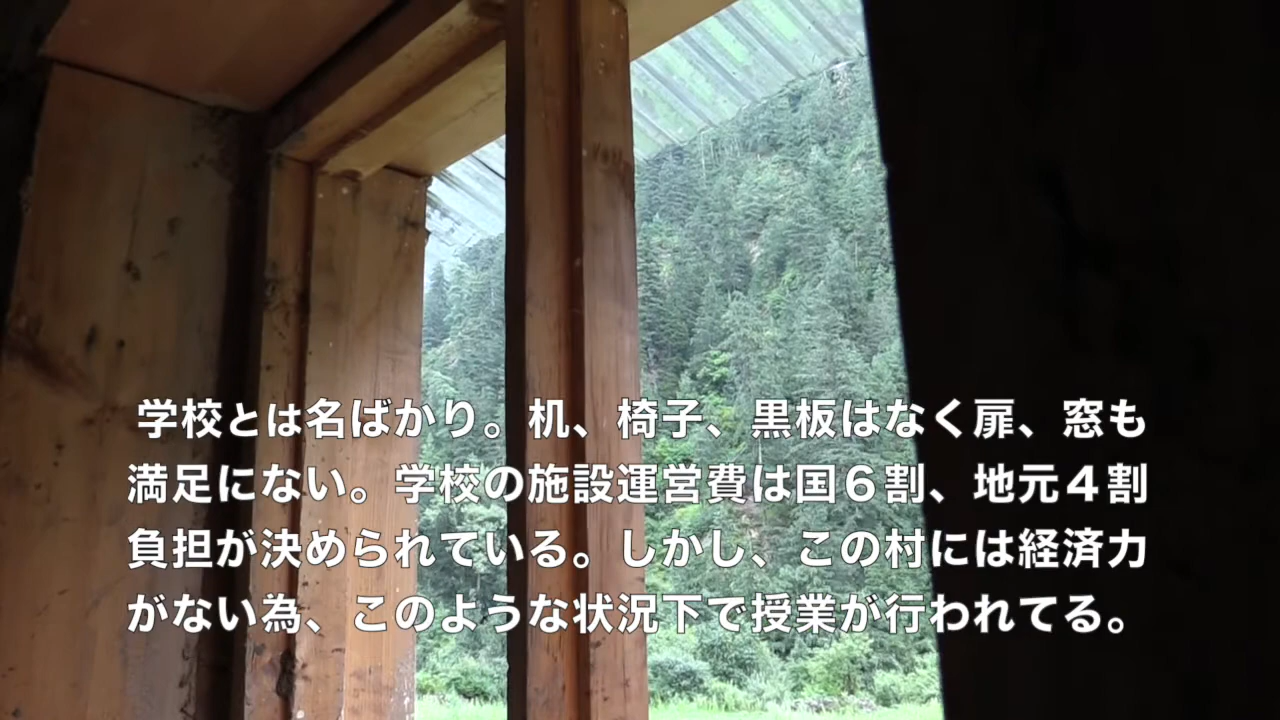 学校とは名ばかり。机、椅子、黒板はなく扉、窓も
満足にない。学校の施設運営費は国６割、地元４割
負担が決められている。しかし、この村には経済力
がない為、このような状況下で授業が行われてる。